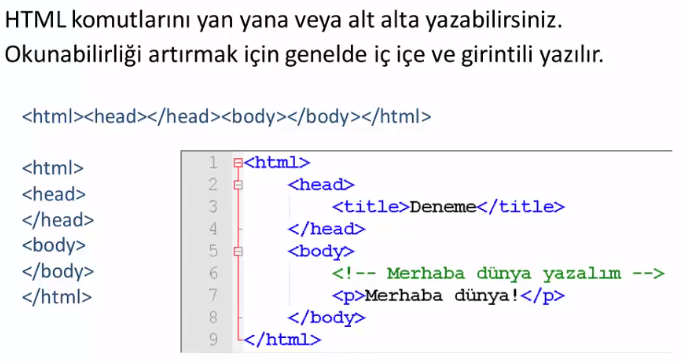 HTML komutlarını yan yana veya alt alta yazabilirsiniz.
Okunabilirliği artırmak için genelde iç içe ve girintili yazılır.
<html><head></head><body></body></html>
<html>
<head>
</head>
<body>
</body>
</html>
1 <html>
2 <head>
3 <title>Deneme</title>
4 </head>
5 <body>
6 <!-- Merhaba dünya yazalım -->
7 <p>Merhaba dünya!</p>
8 </body>
9 </html>